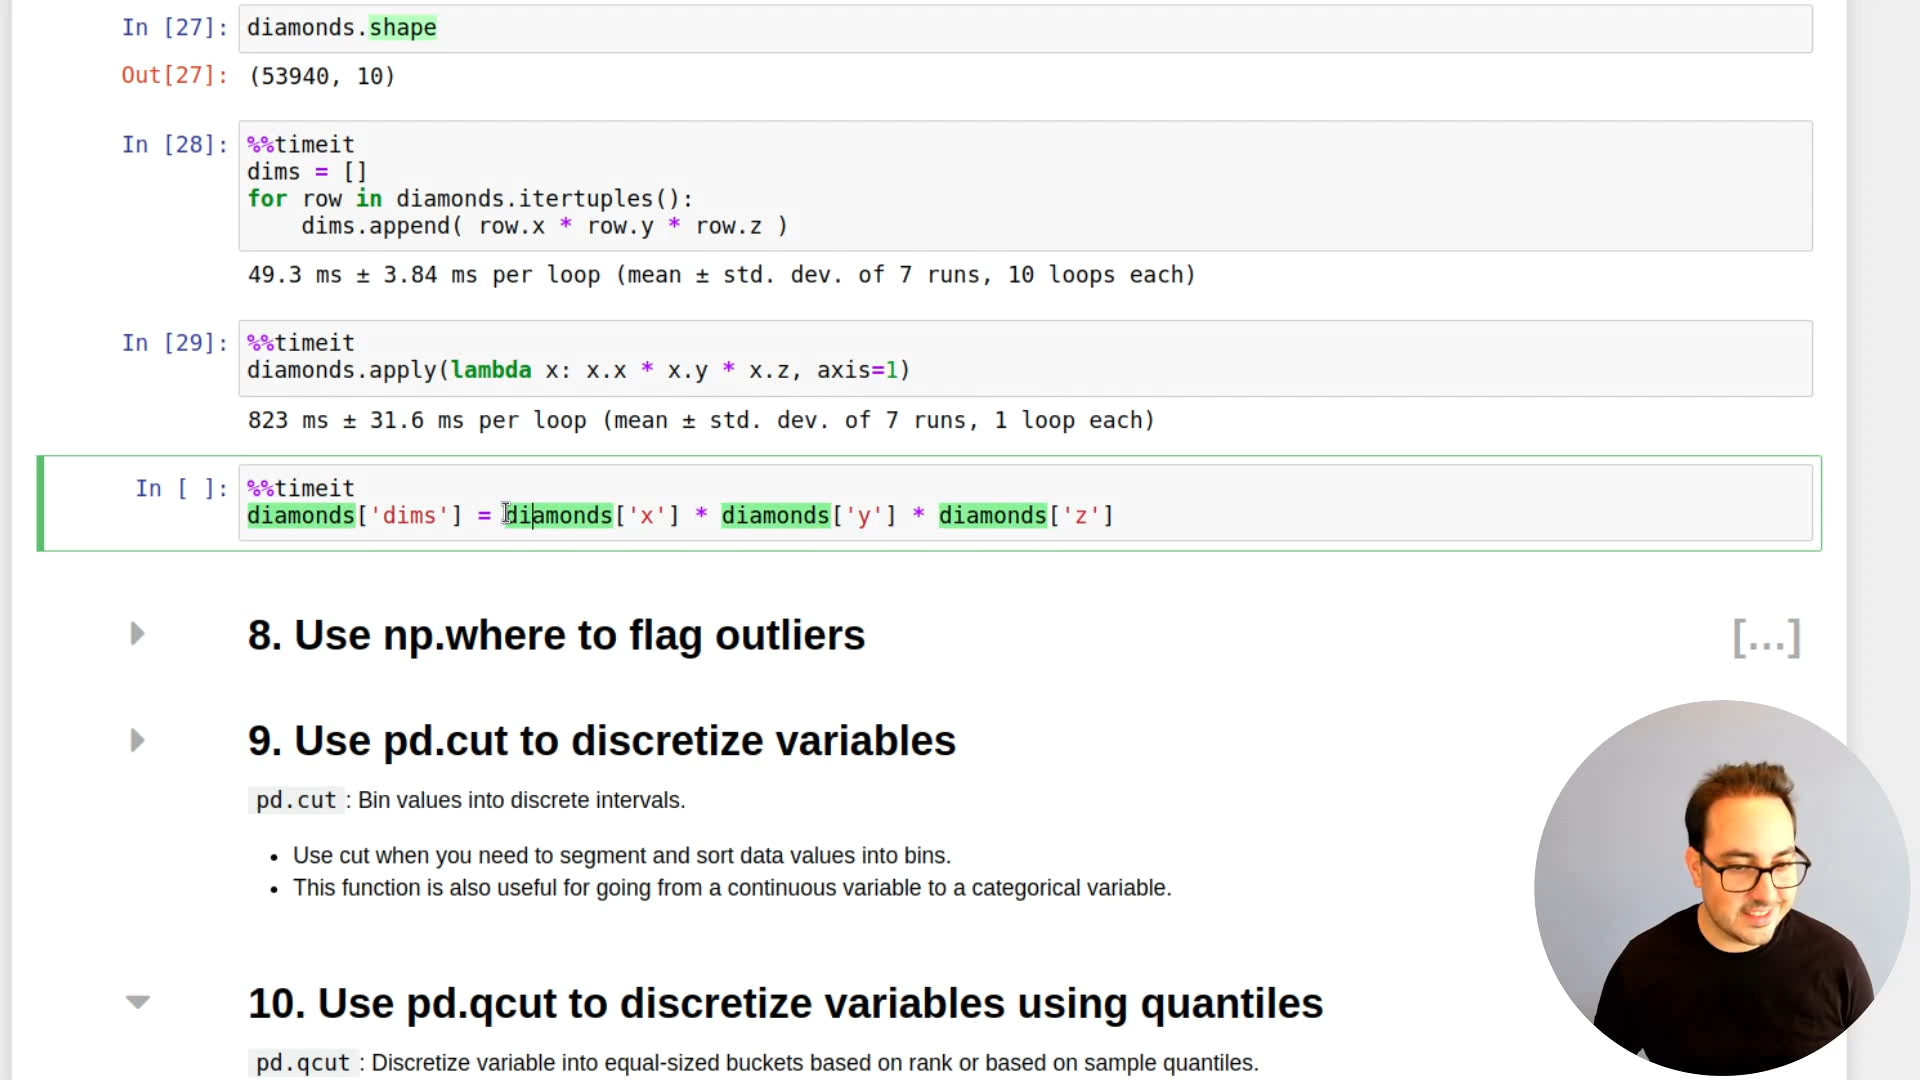 In [27]: diamonds.shape
Out[27]: (53940, 10)
In [28]: %%timeit
dims = []
for row in diamonds.itertuples():
    dims.append( row.x * row.y * row.z )
49.3 ms ± 3.84 ms per loop (mean ± std. dev. of 7 runs, 10 loops each)
In [29]: %%timeit
diamonds.apply(lambda x: x.x * x.y * x.z, axis=1)
823 ms ± 31.6 ms per loop (mean ± std. dev. of 7 runs, 1 loop each)
In [ ]: %%timeit
diamonds['dims'] = diamonds['x'] * diamonds['y'] * diamonds['z']
8. Use np.where to flag outliers
[...]
9. Use pd.cut to discretize variables
pd.cut : Bin values into discrete intervals.
• Use cut when you need to segment and sort data values into bins.
• This function is also useful for going from a continuous variable to a categorical variable.
10. Use pd.qcut to discretize variables using quantiles
pd.qcut : Discretize variable into equal-sized buckets based on rank or based on sample quantiles.